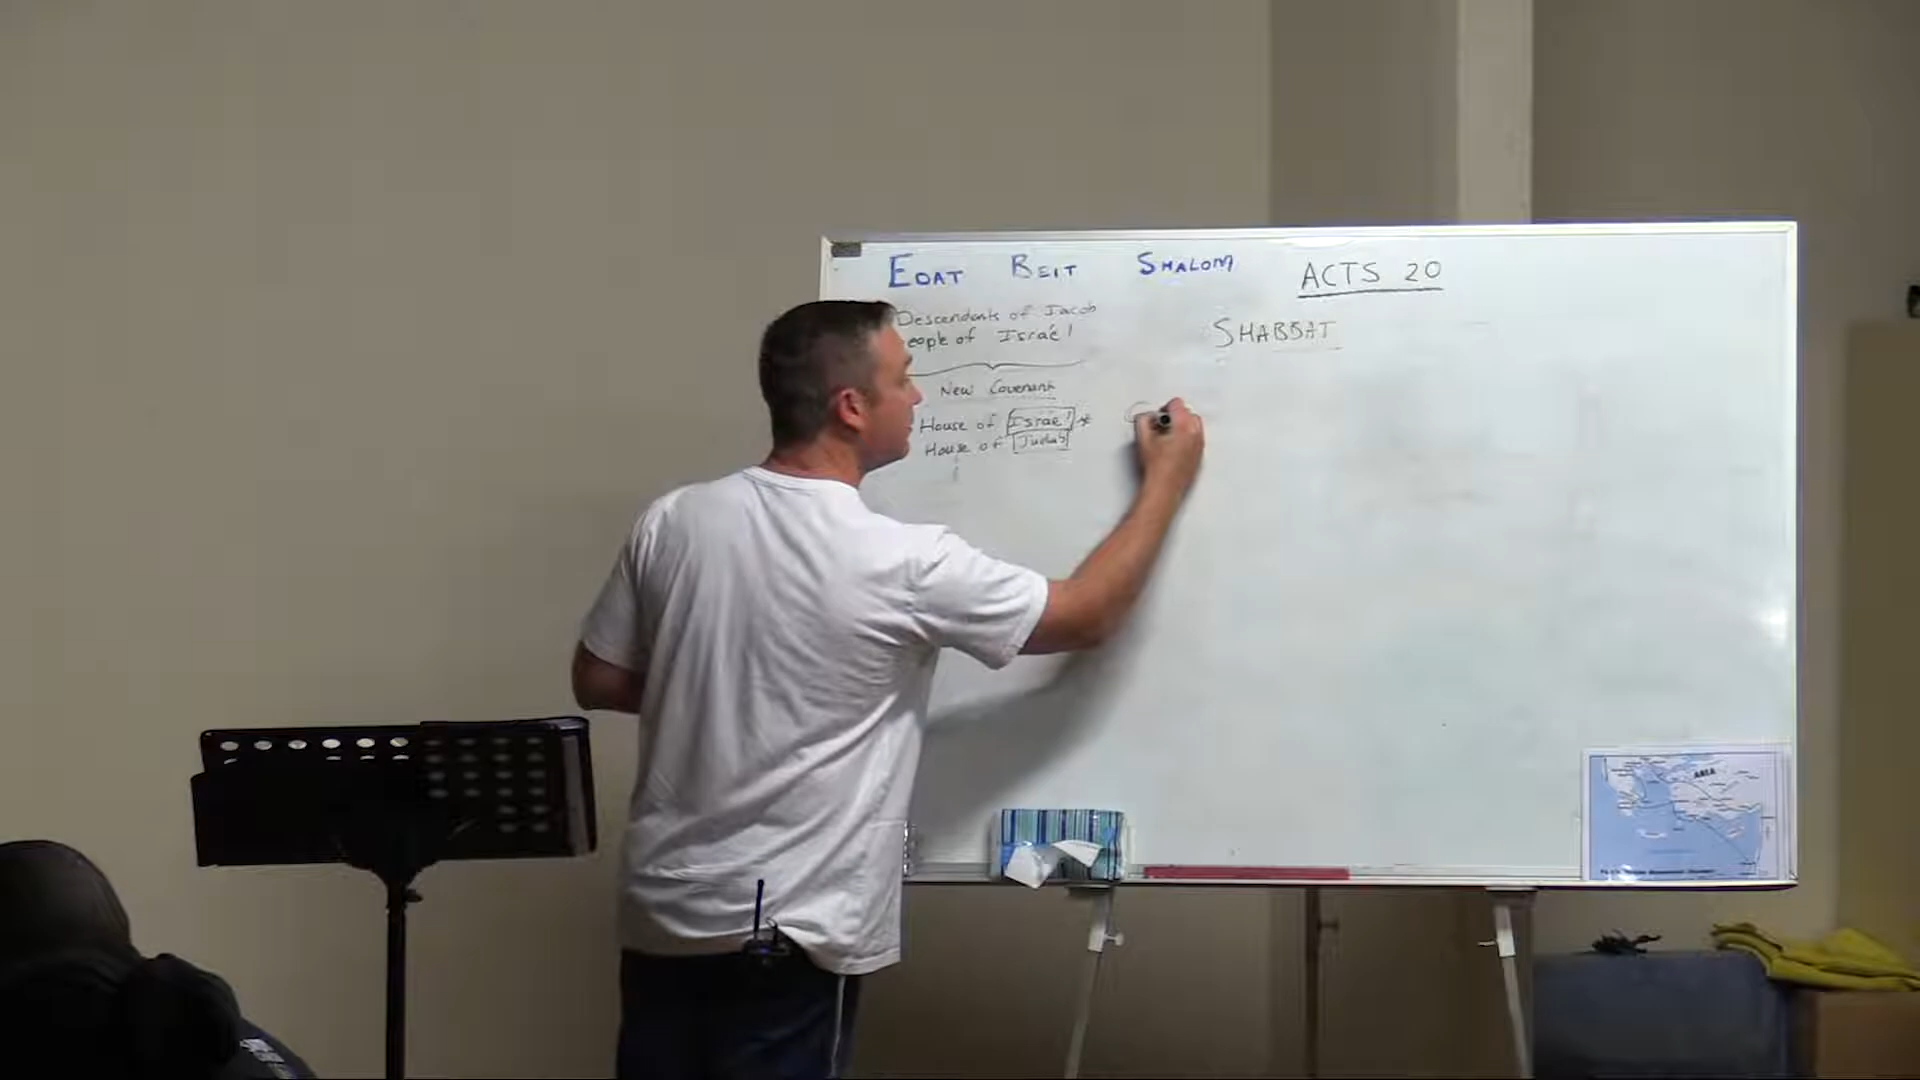 EDAT BEIT SHALOM
ACTS 20
Descendants of Jacob
eople of Israel
SHABBAT
New Covenant
House of Israel *
House of Judah
ASIA